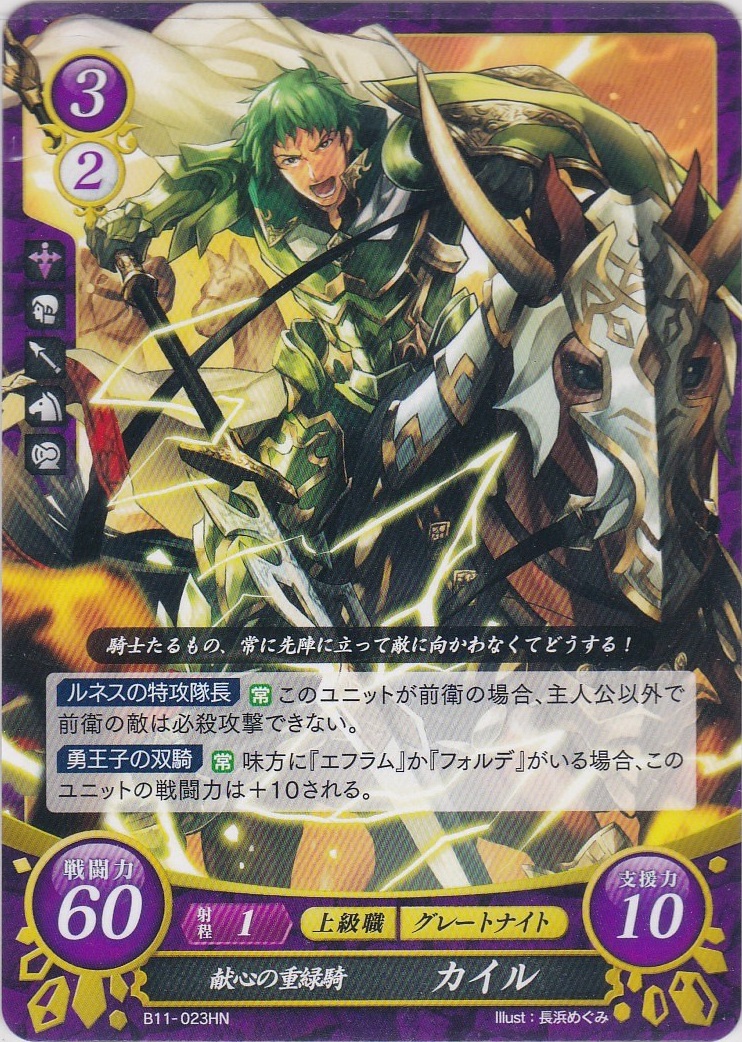 3
2
騎士たるもの、常に先陣に立って敵に向かわなくてどうする！
ルネスの特攻隊長 常 このユニットが前衛の場合、主人公以外で
前衛の敵は必殺攻撃できない。
勇王子の双騎 常 味方に『エフラム』か『フォルデ』がいる場合、この
ユニットの戦闘力は＋10される。
戦闘力
60
射程 1 上級職 グレートナイト
支援力
10
献心の重緑騎 カイル
B11-023HN Illust：長浜めぐみ